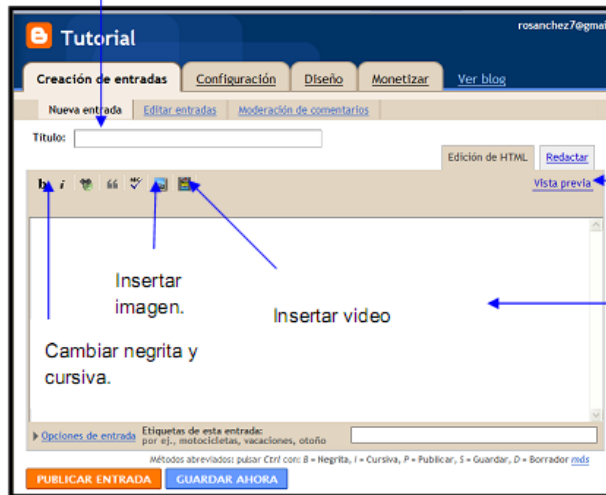 rosanchez7@gmai
Tutorial
Creación de entradas Configuración Diseño Monetizar Ver blog
Nueva entrada Editar entradas Moderación de comentarios
Título:
Edición de HTML Redactar
b i ABC Vista previa
Insertar
imagen.
Insertar video
Cambiar negrita y
cursiva.
Opciones de entrada Etiquetas de esta entrada:
por ej., motocicletas, vacaciones, otoño
Métodos abreviados: pulsar Ctrl con: B = Negrita, I = Cursiva, P = Publicar, S = Guardar, D = Borrador mds
PUBLICAR ENTRADA GUARDAR AHORA